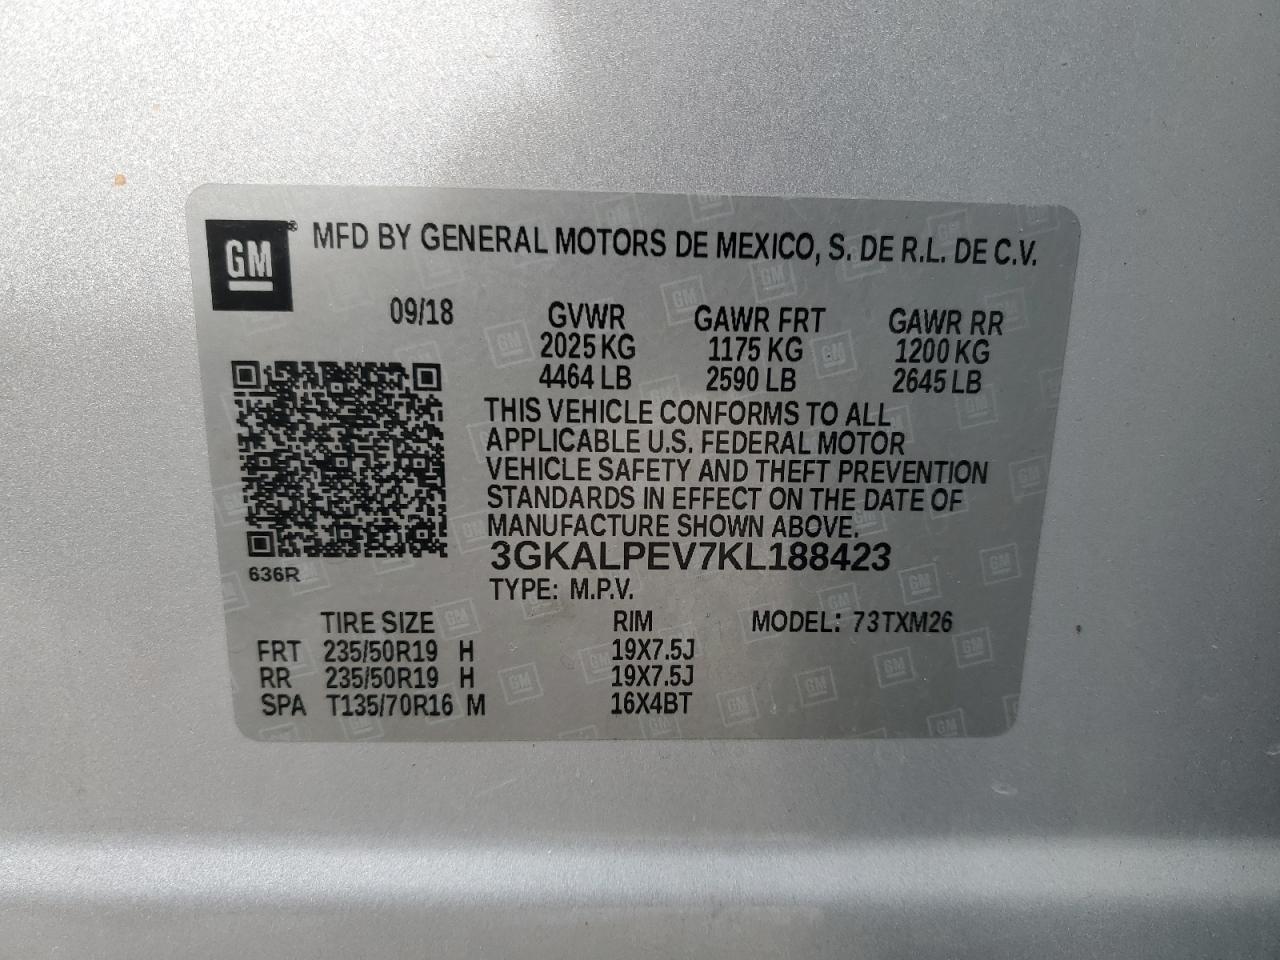 GM® MFD BY GENERAL MOTORS DE MEXICO, S. DE R.L. DE C.V.
09/18 GVWR GAWR FRT GAWR RR
2025 KG 1175 KG 1200 KG
4464 LB 2590 LB 2645 LB
THIS VEHICLE CONFORMS TO ALL
APPLICABLE U.S. FEDERAL MOTOR
VEHICLE SAFETY AND THEFT PREVENTION
STANDARDS IN EFFECT ON THE DATE OF
MANUFACTURE SHOWN ABOVE.
3GKALPEV7KL188423
636R
TYPE: M.P.V.
TIRE SIZE RIM MODEL: 73TXM26
FRT 235/50R19 H 19X7.5J
RR 235/50R19 H 19X7.5J
SPA T135/70R16 M 16X4BT